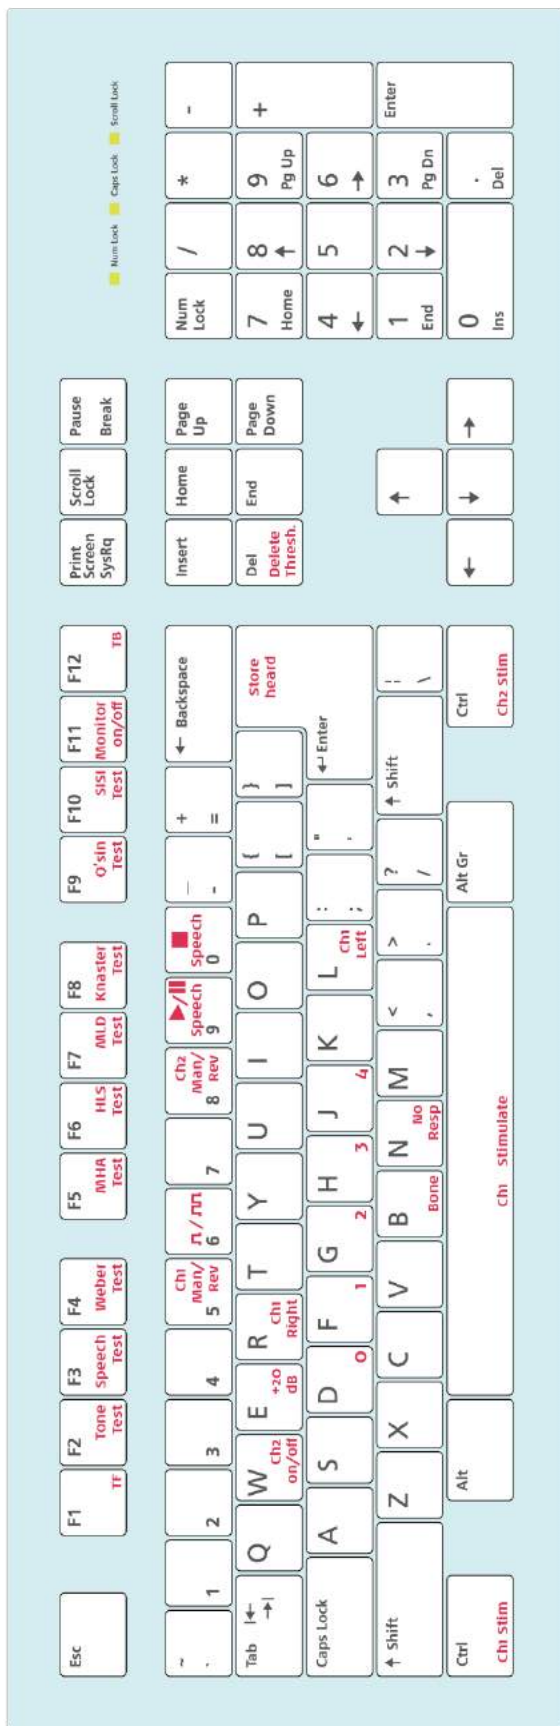 Esc
F1
TF
F2
Tone
Test
F3
Speech
Test
F4
Weber
Test
F5
MHA
Test
F6
HLS
Test
F7
MLD
Test
F8
Knaster
Test
F9
Q'sin
Test
F10
SISI
Test
F11
Monitor
on/off
F12
TB
Print
Screen
SysRq
Scroll
Lock
Pause
Break
Num Lock
Caps Lock
Scroll Lock
~
.
1
2
3
4
Ch1
Man/
5 Rev
⎍ / ⎍⎍
6
7
Ch2
Man/
8 Rev
▶/II
Speech
9
■
Speech
0
_
-
+
=
← Backspace
Insert
Home
Page
Up
Num
Lock
/
*
-
Tab |←
→|
Q
W
Ch2
on/off
E
+20
dB
R
Ch1
Right
T
Y
U
I
O
P
{
[
}
]
Store
heard
↵ Enter
Del
Delete
Thresh.
End
Page
Down
7
Home
8
↑
9
Pg Up
+
Caps Lock
A
S
D
0
F
1
G
2
H
3
J
4
K
L
Ch1
Left
:
;
"
'
4
←
5
6
→
↑ Shift
Z
X
C
V
B
Bone
N
No
Resp
M
<
,
>
.
?
/
↑ Shift
¦
\
↑
1
End
2
↓
3
Pg Dn
Enter
Ctrl
Ch1 Stim
Alt
Ch1 Stimulate
Alt Gr
Ctrl
Ch2 Stim
←
↓
→
0
Ins
.
Del